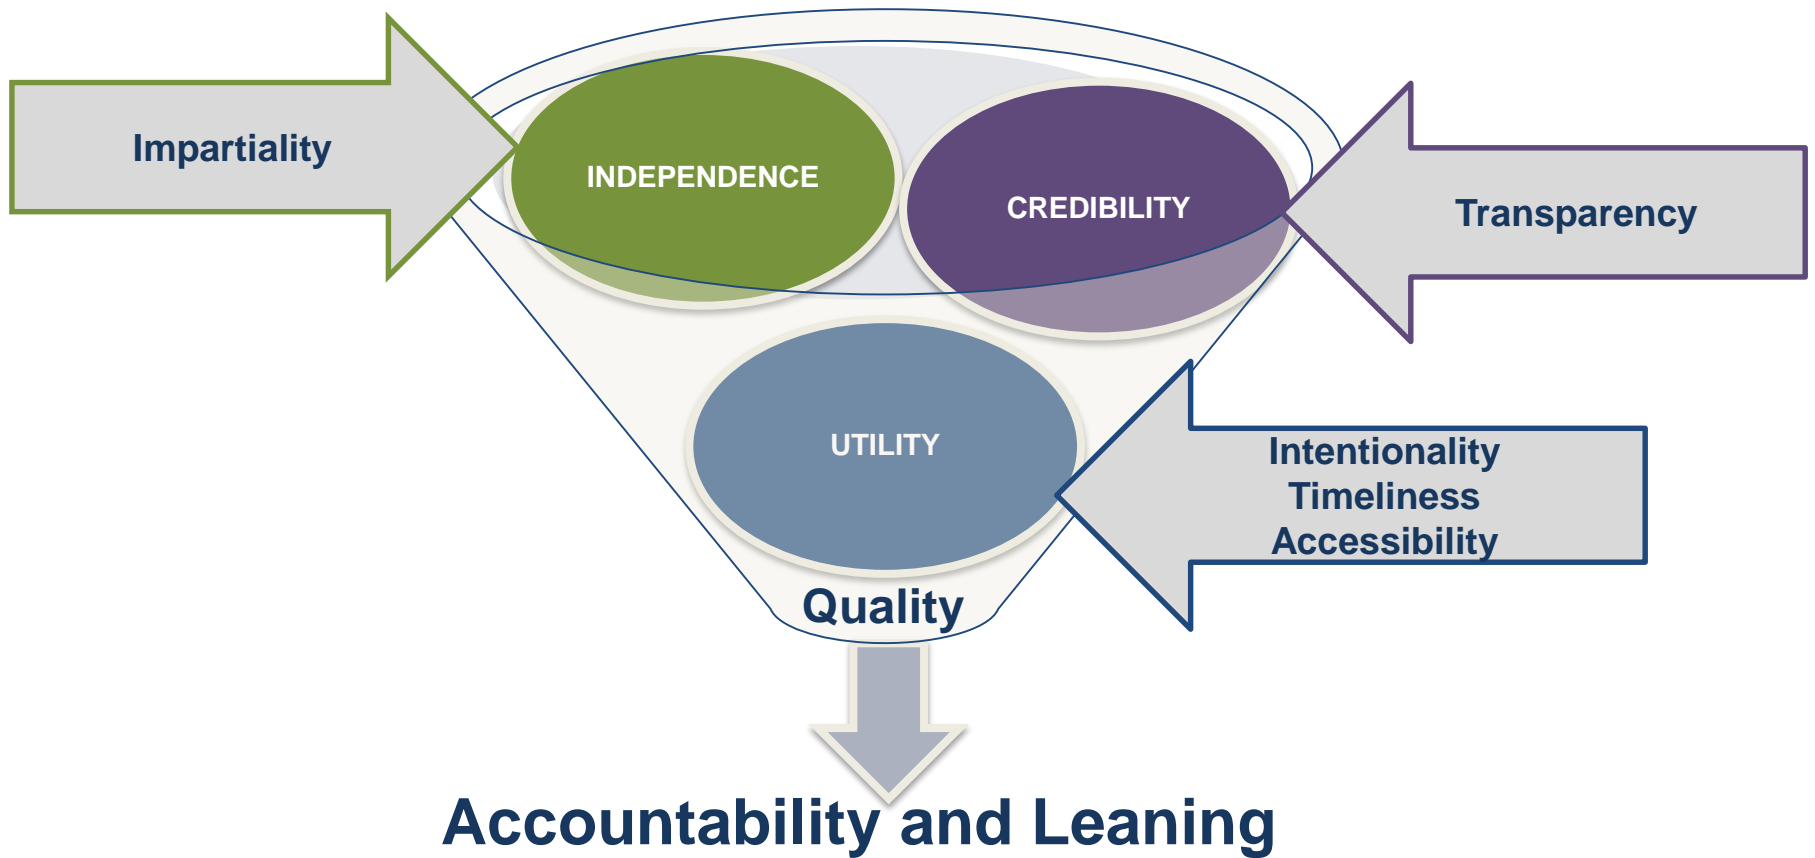 Impartiality
INDEPENDENCE
CREDIBILITY
Transparency
UTILITY
Intentionality
Timeliness
Accessibility
Quality
Accountability and Leaning